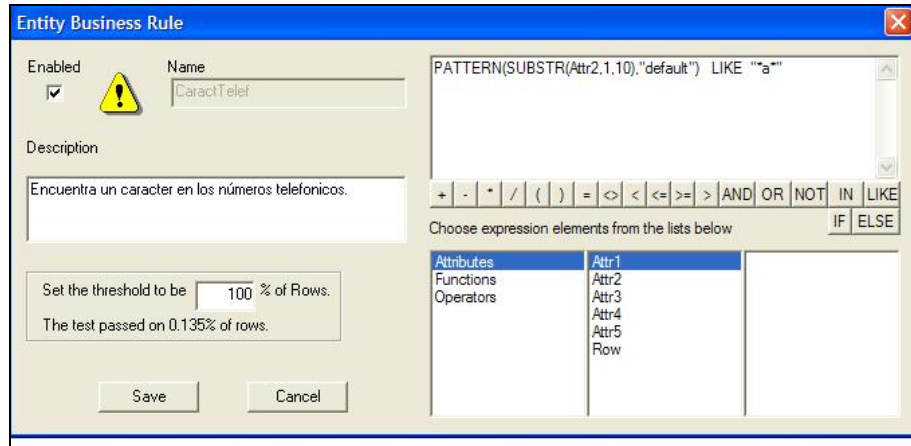 Entity Business Rule
Enabled
Name
CaractTelef
Description
Encuentra un caracter en los números telefonicos.
Set the threshold to be 100 % of Rows.
The test passed on 0.135% of rows.
Save Cancel
PATTERN(SUBSTR(Attr2,1,10),"default") LIKE "*a*"
+ - * / ( ) = <> < <= >= > AND OR NOT IN LIKE
IF ELSE
Choose expression elements from the lists below
Attributes
Functions
Operators
Attr1
Attr2
Attr3
Attr4
Attr5
Row